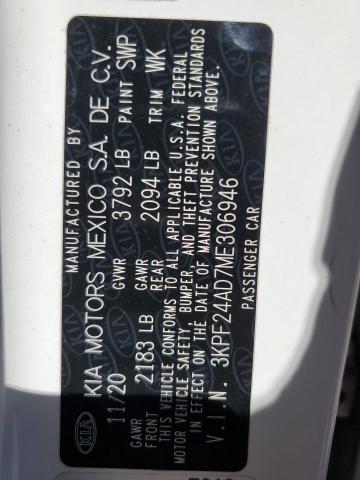 MANUFACTURED BY
KIA KIA MOTORS MEXICO S.A. DE C.V.
11/20 GVWR 3792 LB PAINT SWP
GAWR FRONT 2183 LB GAWR REAR 2094 LB TRIM WK
THIS VEHICLE CONFORMS TO ALL APPLICABLE U.S.A. FEDERAL
MOTOR VEHICLE SAFETY, BUMPER, AND THEFT PREVENTION STANDARDS
IN EFFECT ON THE DATE OF MANUFACTURE SHOWN ABOVE.
V.I.N. 3KPF24AD7ME306946
PASSENGER CAR